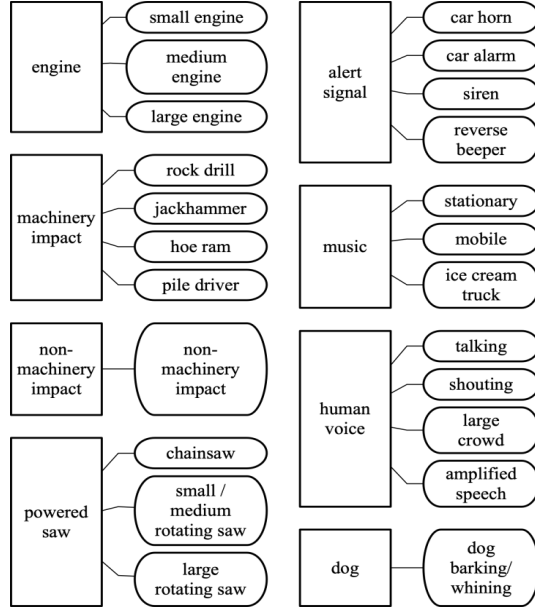 engine
small engine
medium
engine
large engine
machinery
impact
rock drill
jackhammer
hoe ram
pile driver
non-
machinery
impact
non-
machinery
impact
powered
saw
chainsaw
small /
medium
rotating saw
large
rotating saw
alert
signal
car horn
car alarm
siren
reverse
beeper
music
stationary
mobile
ice cream
truck
human
voice
talking
shouting
large
crowd
amplified
speech
dog
dog
barking/
whining